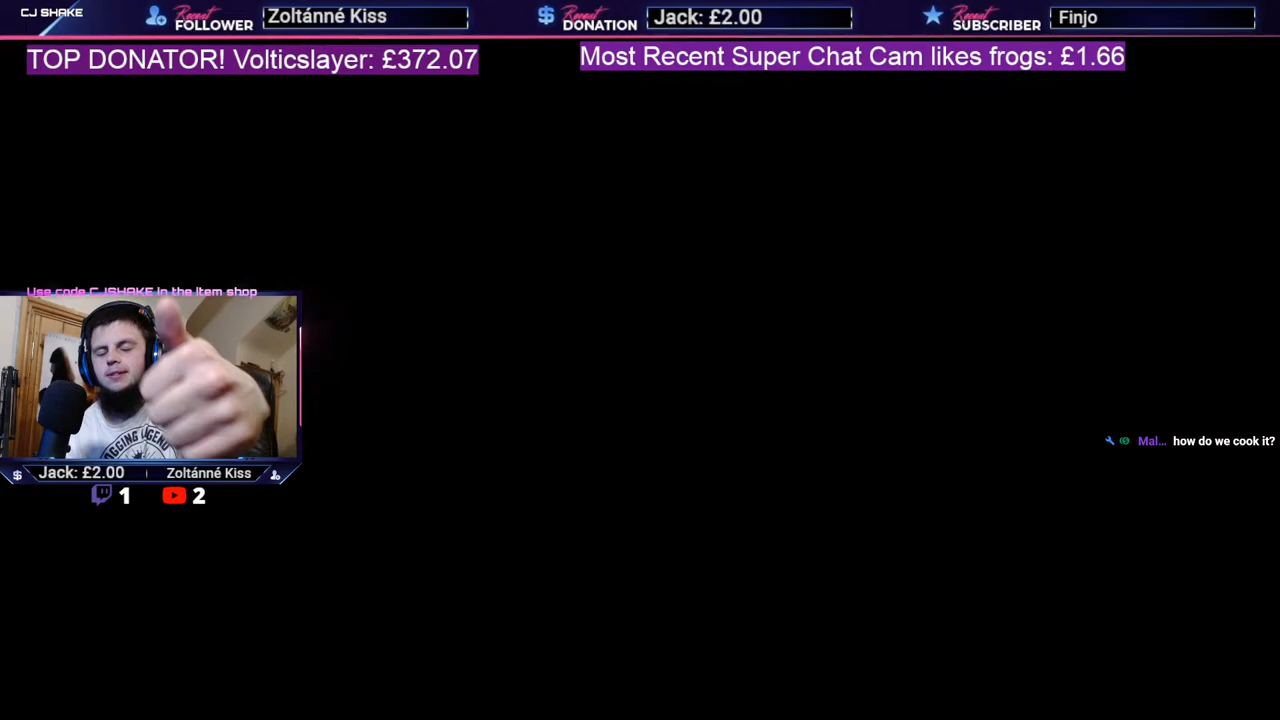 CJ SHAKE
Recent FOLLOWER Zoltánné Kiss
Recent DONATION Jack: £2.00
Recent SUBSCRIBER Finjo
TOP DONATOR! Volticslayer: £372.07
Most Recent Super Chat Cam likes frogs: £1.66
Use code CJSHAKE in the Item shop
LEGEND
Mal... how do we cook it?
Jack: £2.00
Zoltánné Kiss
1
2